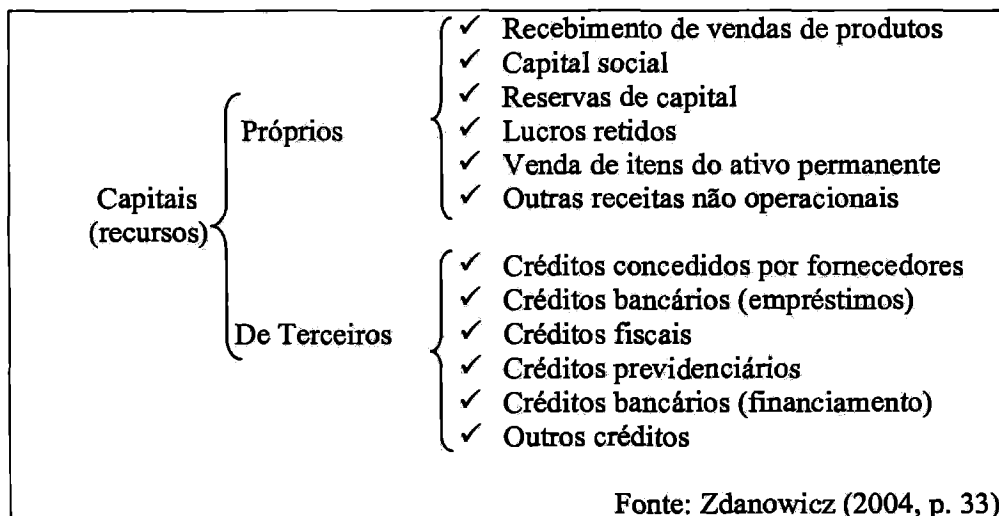 Capitais
(recursos)
Próprios
✓ Recebimento de vendas de produtos
✓ Capital social
✓ Reservas de capital
✓ Lucros retidos
✓ Venda de itens do ativo permanente
✓ Outras receitas não operacionais
De Terceiros
✓ Créditos concedidos por fornecedores
✓ Créditos bancários (empréstimos)
✓ Créditos fiscais
✓ Créditos previdenciários
✓ Créditos bancários (financiamento)
✓ Outros créditos
Fonte: Zdanowicz (2004, p. 33)